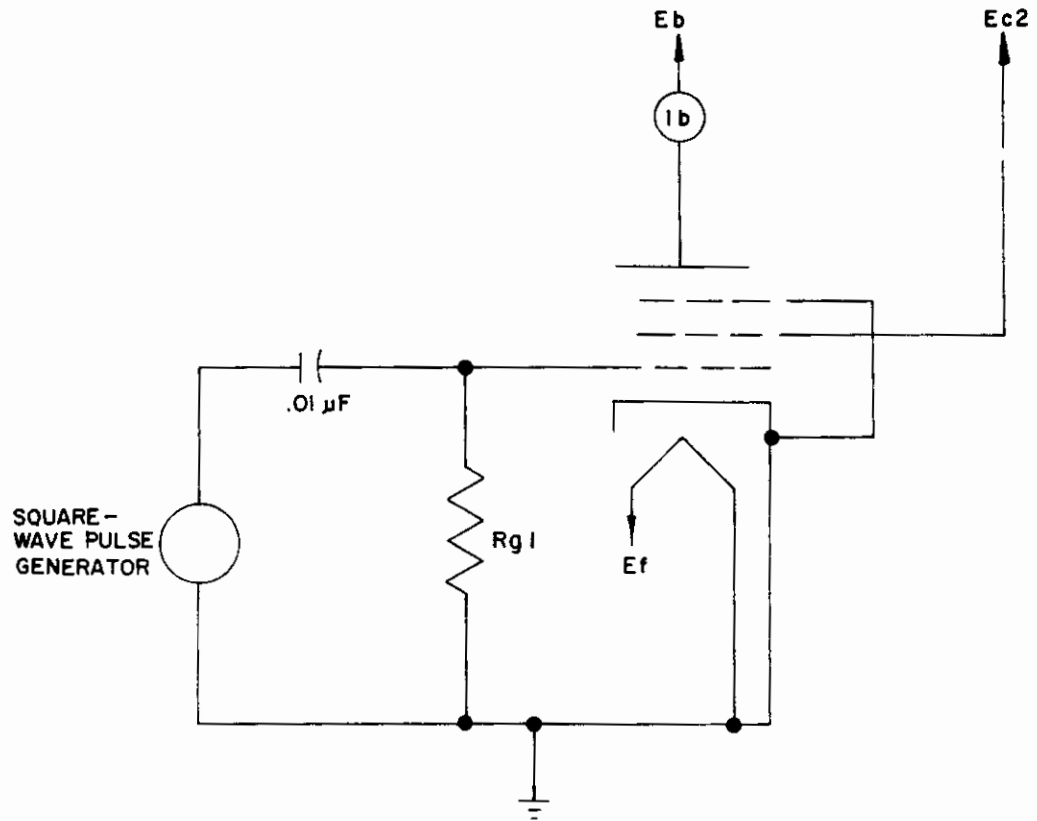 Eb
Ec2
Ib
.01 µF
SQUARE-
WAVE PULSE
GENERATOR
Rg1
Ef